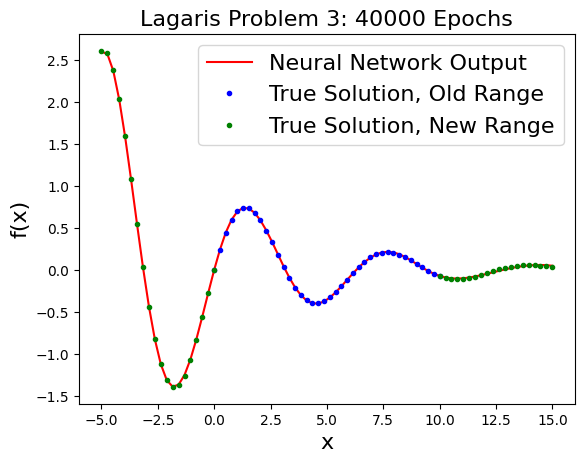 Lagaris Problem 3: 40000 Epochs
Neural Network Output
True Solution, Old Range
True Solution, New Range
f(x)
2.5
2.0
1.5
1.0
0.5
0.0
−0.5
−1.0
−1.5
−5.0 −2.5 0.0 2.5 5.0 7.5 10.0 12.5 15.0
x